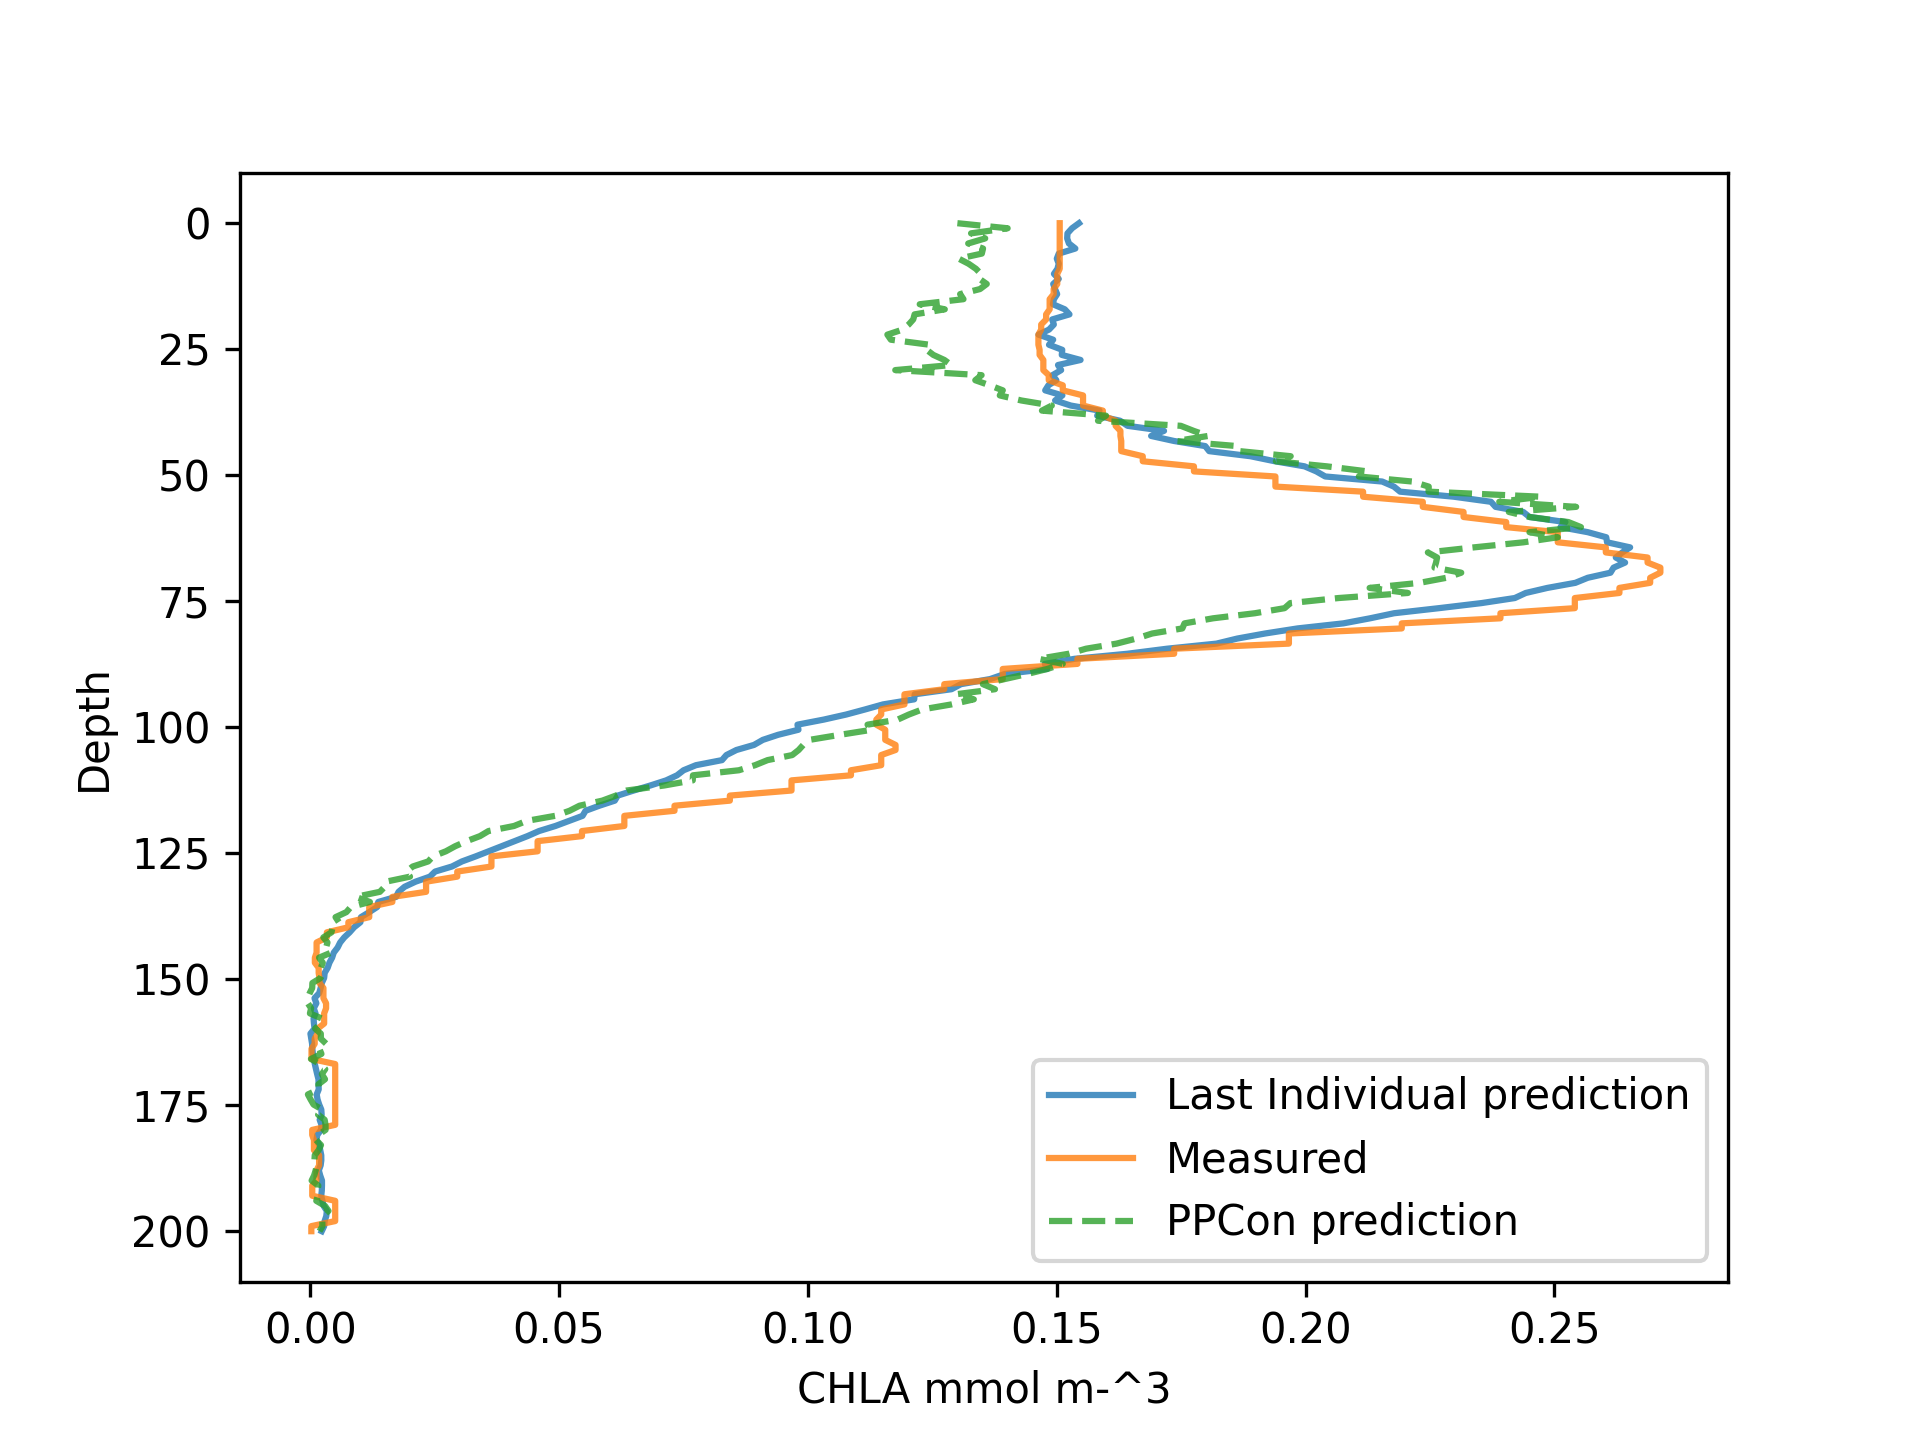 0
25
50
75
100
125
150
175
200
Depth
0.00 0.05 0.10 0.15 0.20 0.25
CHLA mmol m-^3
Last Individual prediction
Measured
PPCon prediction